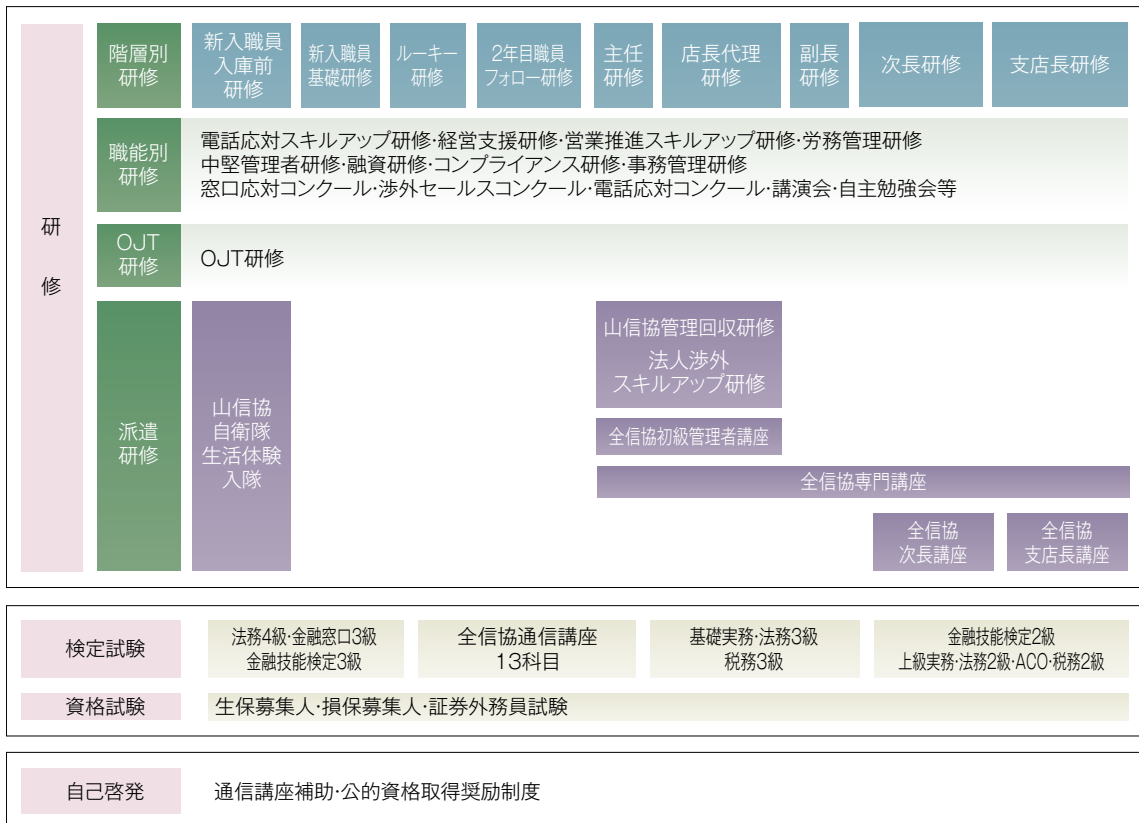 研
修
階層別
研修
新入職員
入庫前
研修
新入職員
基礎研修
ルーキー
研修
2年目職員
フォロー研修
主任
研修
店長代理
研修
副長
研修
次長研修
支店長研修
職能別
研修
電話応対スキルアップ研修・経営支援研修・営業推進スキルアップ研修・労務管理研修
中堅管理者研修・融資研修・コンプライアンス研修・事務管理研修
窓口応対コンクール・渉外セールスコンクール・電話応対コンクール・講演会・自主勉強会等
OJT
研修
OJT研修
派遣
研修
山信協
自衛隊
生活体験
入隊
山信協管理回収研修
法人渉外
スキルアップ研修
全信協初級管理者講座
全信協専門講座
全信協
次長講座
全信協
支店長講座
検定試験
法務4級・金融窓口3級
金融技能検定3級
全信協通信講座
13科目
基礎実務・法務3級
税務3級
金融技能検定2級
上級実務・法務2級・ACO・税務2級
資格試験
生保募集人・損保募集人・証券外務員試験
自己啓発
通信講座補助・公的資格取得奨励制度